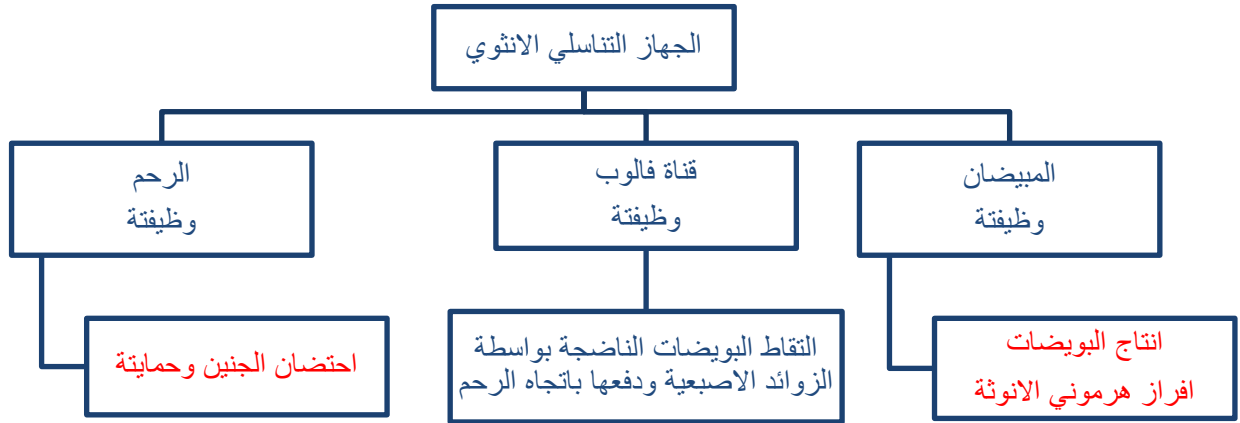 الجهاز التناسلي الانثوي
المبيضان
وظيفتة
قناة فالوب
وظيفتة
الرحم
وظيفتة
انتاج البويضات
افراز هرموني الانوثة
التقاط البويضات الناضجة بواسطة
الزوائد الاصبعية ودفعها باتجاه الرحم
احتضان الجنين وحمايتة